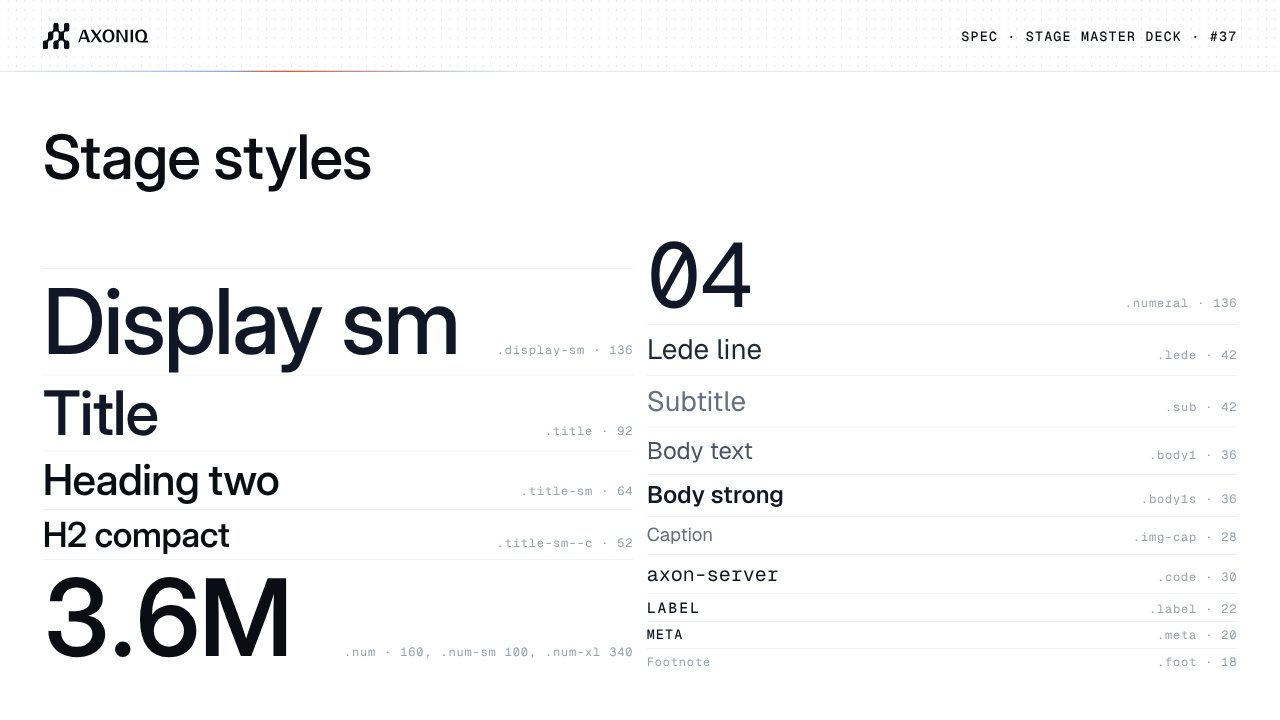 AXONIQ
SPEC · STAGE MASTER DECK · #37
Stage styles
Display sm .display-sm · 136
Title .title · 92
Heading two .title-sm · 64
H2 compact .title-sm--c · 52
3.6M .num · 160, .num-sm 100, .num-xl 340
04 .numeral · 136
Lede line .lede · 42
Subtitle .sub · 42
Body text .body1 · 36
Body strong .body1s · 36
Caption .img-cap · 28
axon-server .code · 30
LABEL .label · 22
META .meta · 20
Footnote .foot · 18